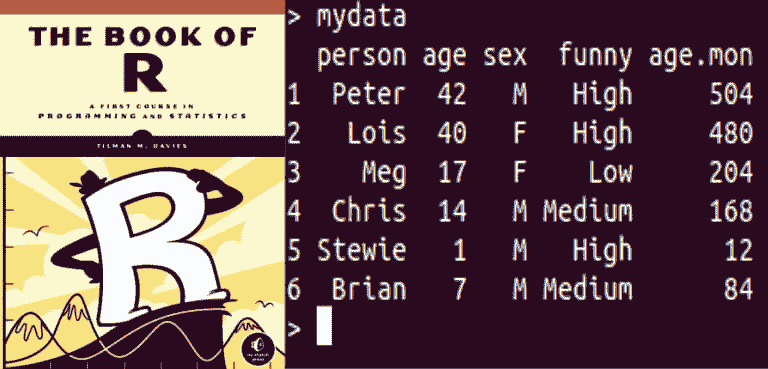 THE BOOK OF
R
A FIRST COURSE IN
PROGRAMMING AND STATISTICS
TILMAN M. DAVIES
R
no starch
press
> mydata
person age sex funny age.mon
1 Peter 42 M High 504
2 Lois 40 F High 480
3 Meg 17 F Low 204
4 Chris 14 M Medium 168
5 Stewie 1 M High 12
6 Brian 7 M Medium 84
>